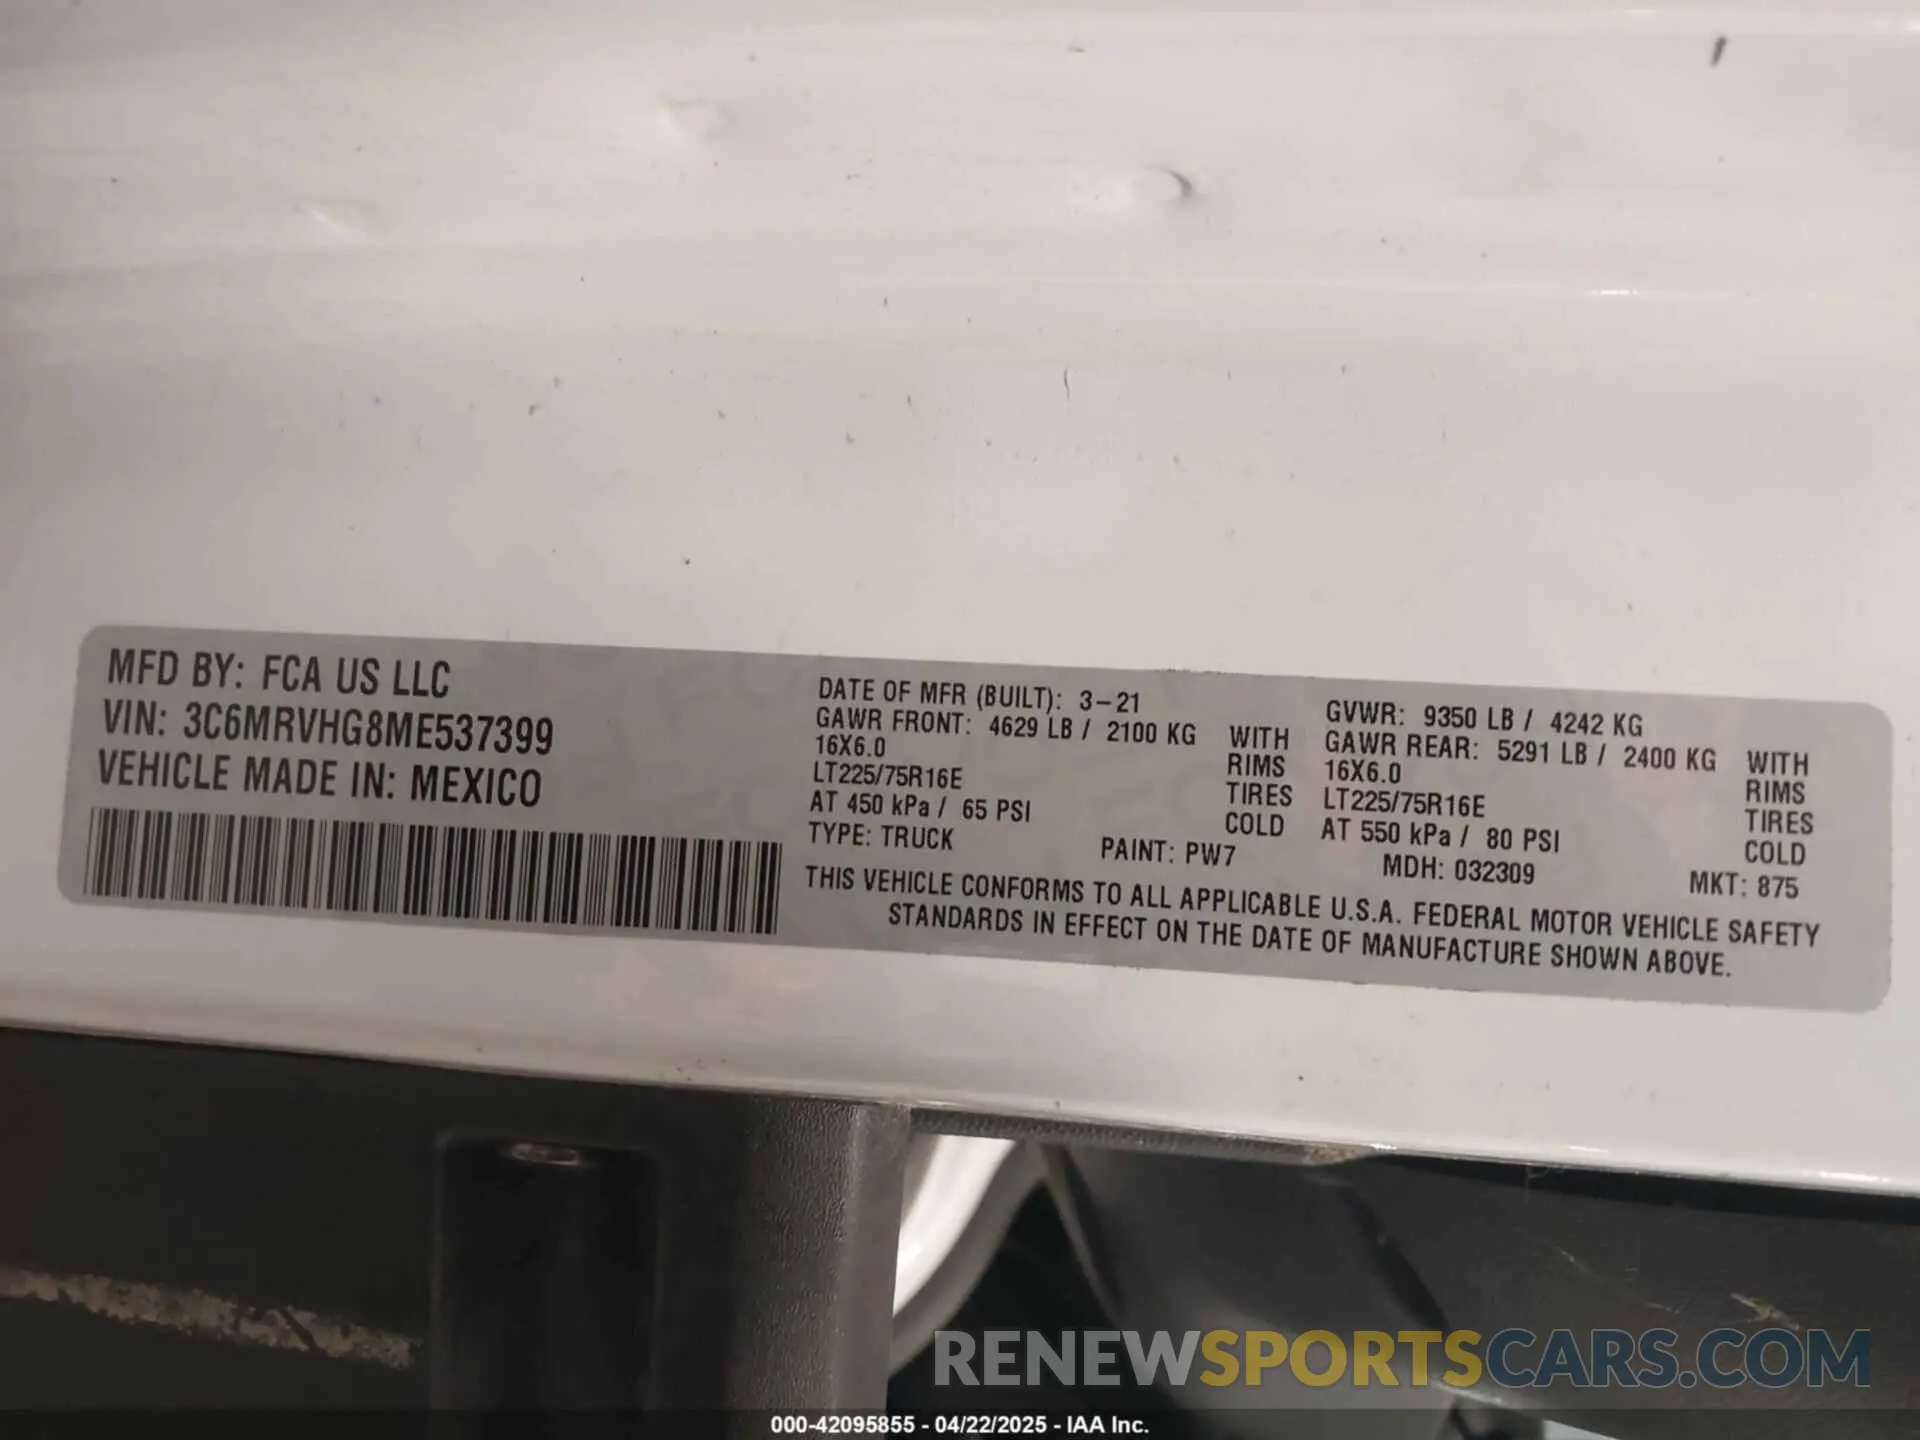 MFD BY: FCA US LLC
VIN: 3C6MRVHG8ME537399
VEHICLE MADE IN: MEXICO
DATE OF MFR (BUILT): 3-21
GAWR FRONT: 4629 LB / 2100 KG WITH
16X6.0 RIMS
LT225/75R16E TIRES
AT 450 kPa / 65 PSI COLD
TYPE: TRUCK PAINT: PW7
GVWR: 9350 LB / 4242 KG
GAWR REAR: 5291 LB / 2400 KG WITH
16X6.0 RIMS
LT225/75R16E TIRES
AT 550 kPa / 80 PSI COLD
MDH: 032309 MKT: 875
THIS VEHICLE CONFORMS TO ALL APPLICABLE U.S.A. FEDERAL MOTOR VEHICLE SAFETY
STANDARDS IN EFFECT ON THE DATE OF MANUFACTURE SHOWN ABOVE.
RENEWSPORTSCARS.COM
000-42095855 - 04/22/2025 - IAA Inc.